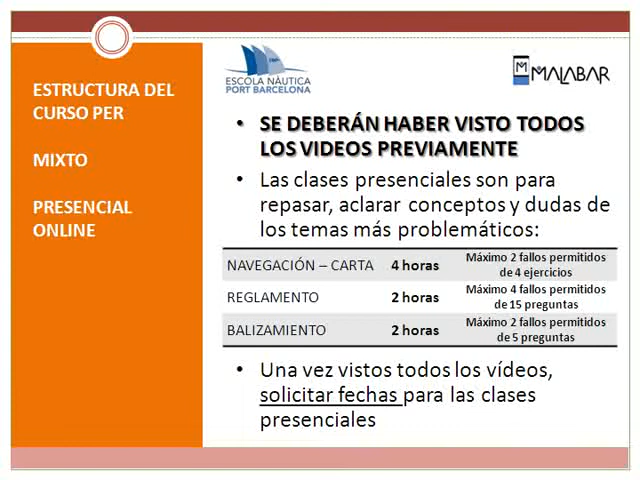 ESTRUCTURA DEL
CURSO PER
MIXTO
PRESENCIAL
ONLINE
ESCOLA NÀUTICA
PORT BARCELONA
M MALABAR
• SE DEBERÁN HABER VISTO TODOS
LOS VIDEOS PREVIAMENTE
• Las clases presenciales son para
repasar, aclarar conceptos y dudas de
los temas más problemáticos:
NAVEGACIÓN – CARTA 4 horas Máximo 2 fallos permitidos
de 4 ejercicios
REGLAMENTO 2 horas Máximo 4 fallos permitidos
de 15 preguntas
BALIZAMIENTO 2 horas Máximo 2 fallos permitidos
de 5 preguntas
• Una vez vistos todos los vídeos,
solicitar fechas para las clases
presenciales